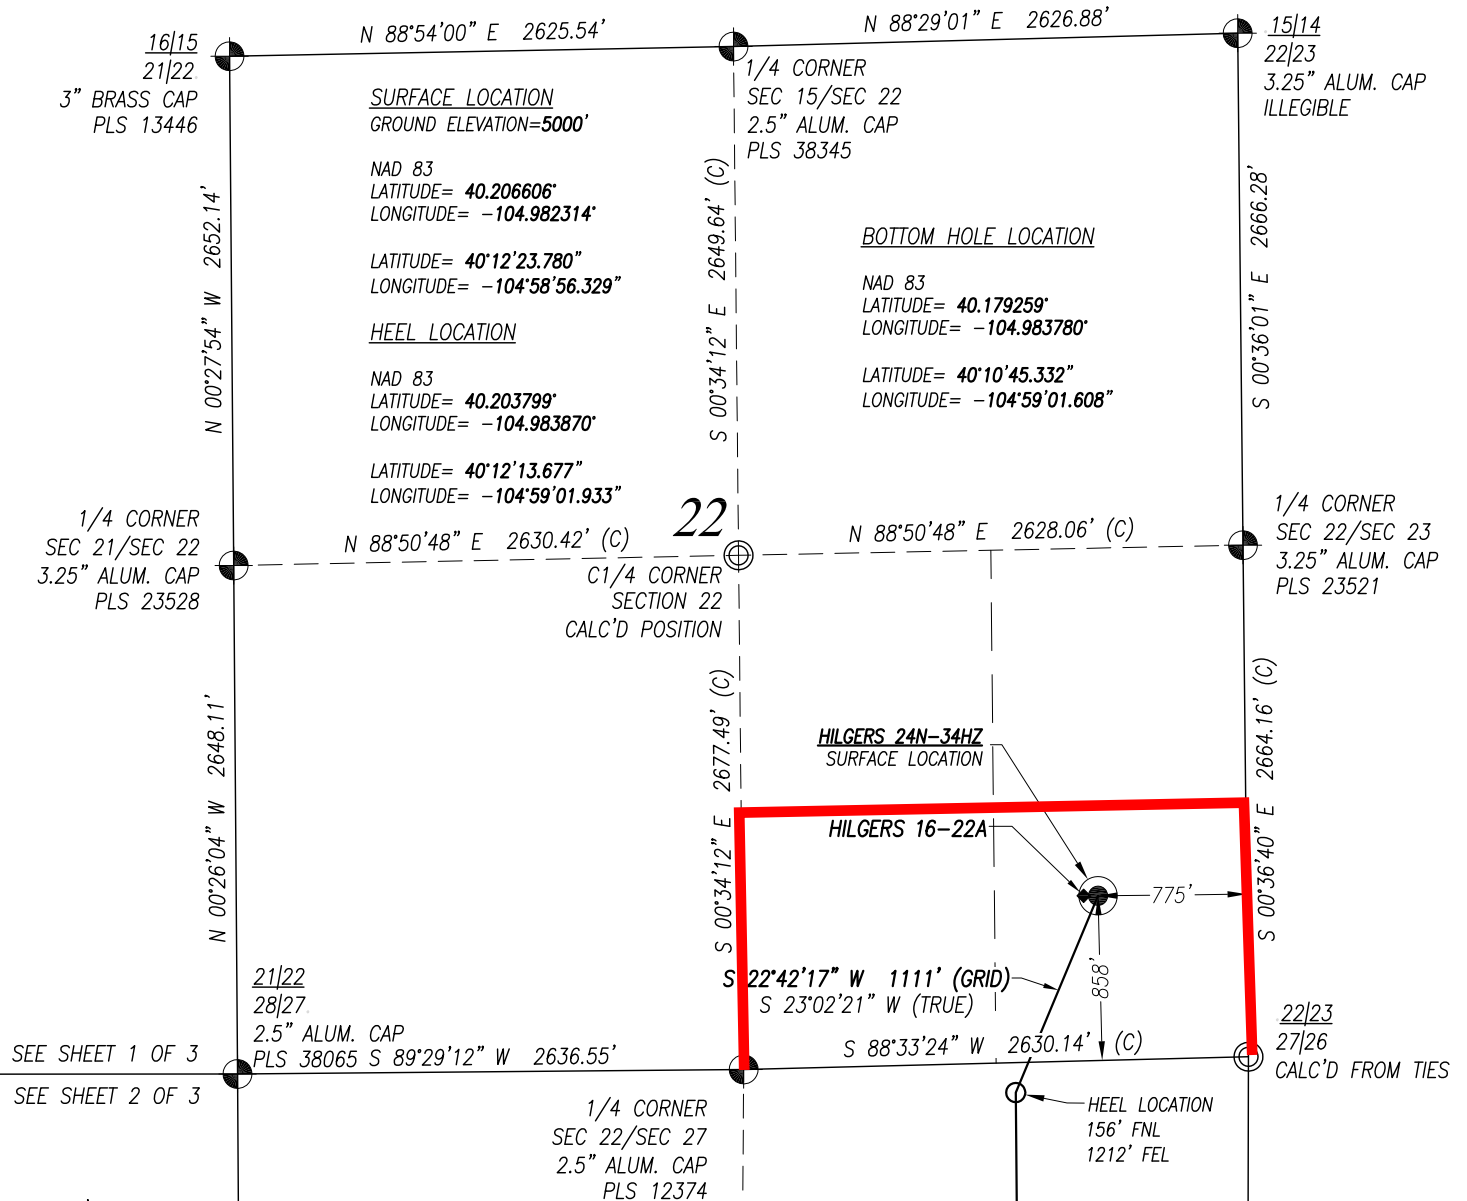 N 88°54'00" E 2625.54'
N 88°29'01" E 2626.88'
16|15
21|22
3" BRASS CAP
PLS 13446
1/4 CORNER
SEC 15/SEC 22
2.5" ALUM. CAP
PLS 38345
15|14
22|23
3.25" ALUM. CAP
ILLEGIBLE
SURFACE LOCATION
GROUND ELEVATION=5000'
NAD 83
LATITUDE= 40.206606°
LONGITUDE= -104.982314°
LATITUDE= 40°12'23.780"
LONGITUDE= -104°58'56.329"
HEEL LOCATION
NAD 83
LATITUDE= 40.203799°
LONGITUDE= -104.983870°
LATITUDE= 40°12'13.677"
LONGITUDE= -104°59'01.933"
BOTTOM HOLE LOCATION
NAD 83
LATITUDE= 40.179259°
LONGITUDE= -104.983780°
LATITUDE= 40°10'45.332"
LONGITUDE= -104°59'01.608"
N 00°27'54" W 2652.14'
S 00°34'12" E 2649.64' (C)
S 00°36'01" E 2666.28'
1/4 CORNER
SEC 21/SEC 22
3.25" ALUM. CAP
PLS 23528
N 88°50'48" E 2630.42' (C)
22
N 88°50'48" E 2628.06' (C)
C1/4 CORNER
SECTION 22
CALC'D POSITION
1/4 CORNER
SEC 22/SEC 23
3.25" ALUM. CAP
PLS 23521
N 00°26'04" W 2648.11'
S 00°34'12" E 2677.49' (C)
S 00°36'40" E 2664.16' (C)
HILGERS 24N-34HZ
SURFACE LOCATION
HILGERS 16-22A
775'
858'
S 22°42'17" W 1111' (GRID)
S 23°02'21" W (TRUE)
21|22
28|27
2.5" ALUM. CAP
PLS 38065 S 89°29'12" W 2636.55'
S 88°33'24" W 2630.14' (C)
22|23
27|26
CALC'D FROM TIES
SEE SHEET 1 OF 3
SEE SHEET 2 OF 3
1/4 CORNER
SEC 22/SEC 27
2.5" ALUM. CAP
PLS 12374
HEEL LOCATION
156' FNL
1212' FEL